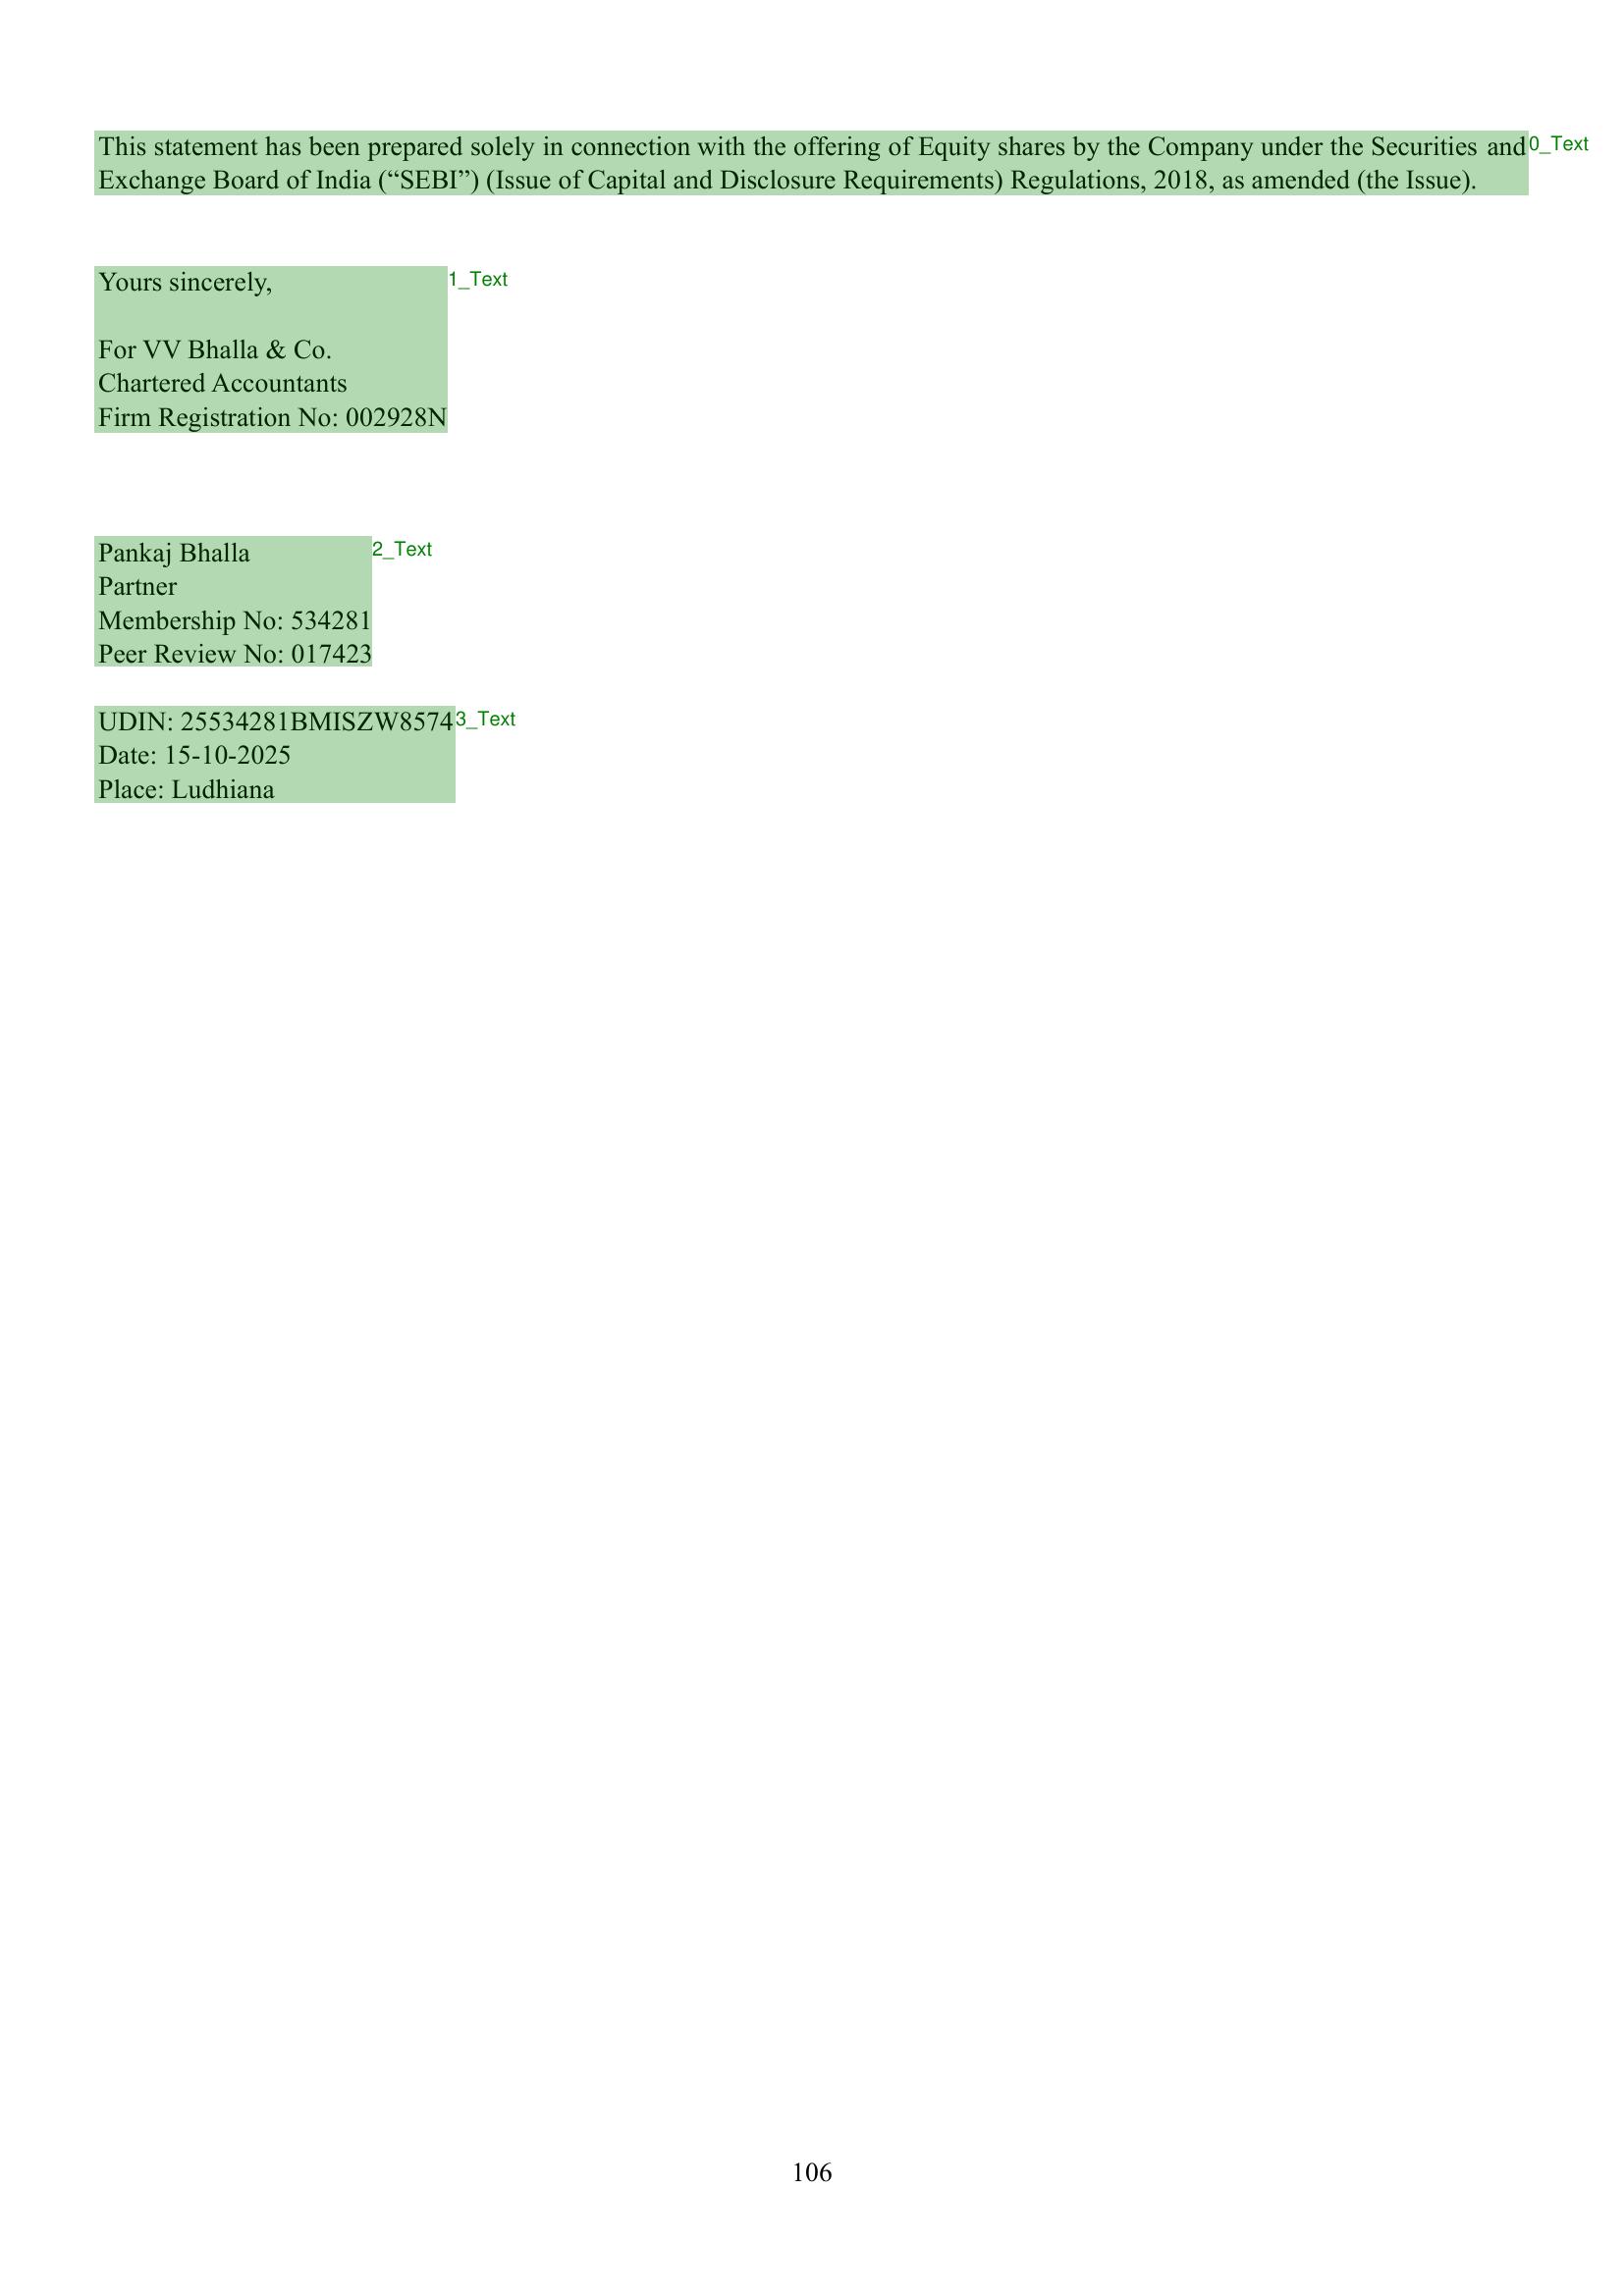 This statement has been prepared solely in connection with the offering of Equity shares by the Company under the Securities and
0_Text
Exchange Board of India (“SEBI”) (Issue of Capital and Disclosure Requirements) Regulations, 2018, as amended (the Issue).
Yours sincerely,
1_Text
For VV Bhalla & Co.
Chartered Accountants
Firm Registration No: 002928N
Pankaj Bhalla
2_Text
Partner
Membership No: 534281
Peer Review No: 017423
UDIN: 25534281BMISZW8574
3_Text
Date: 15-10-2025
Place: Ludhiana
106